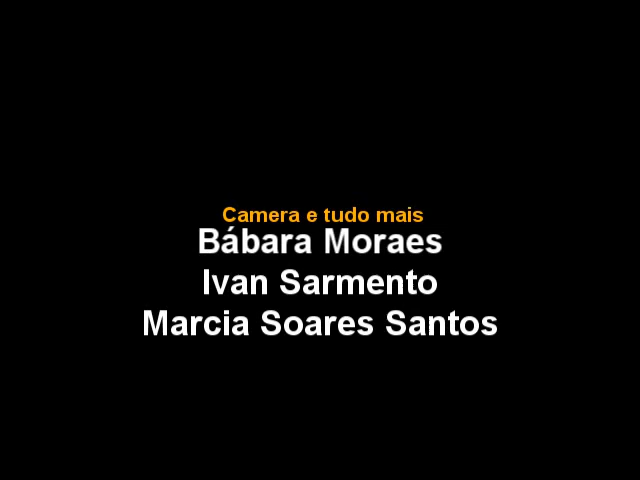 Camera e tudo mais
Bábara Moraes
Ivan Sarmento
Marcia Soares Santos